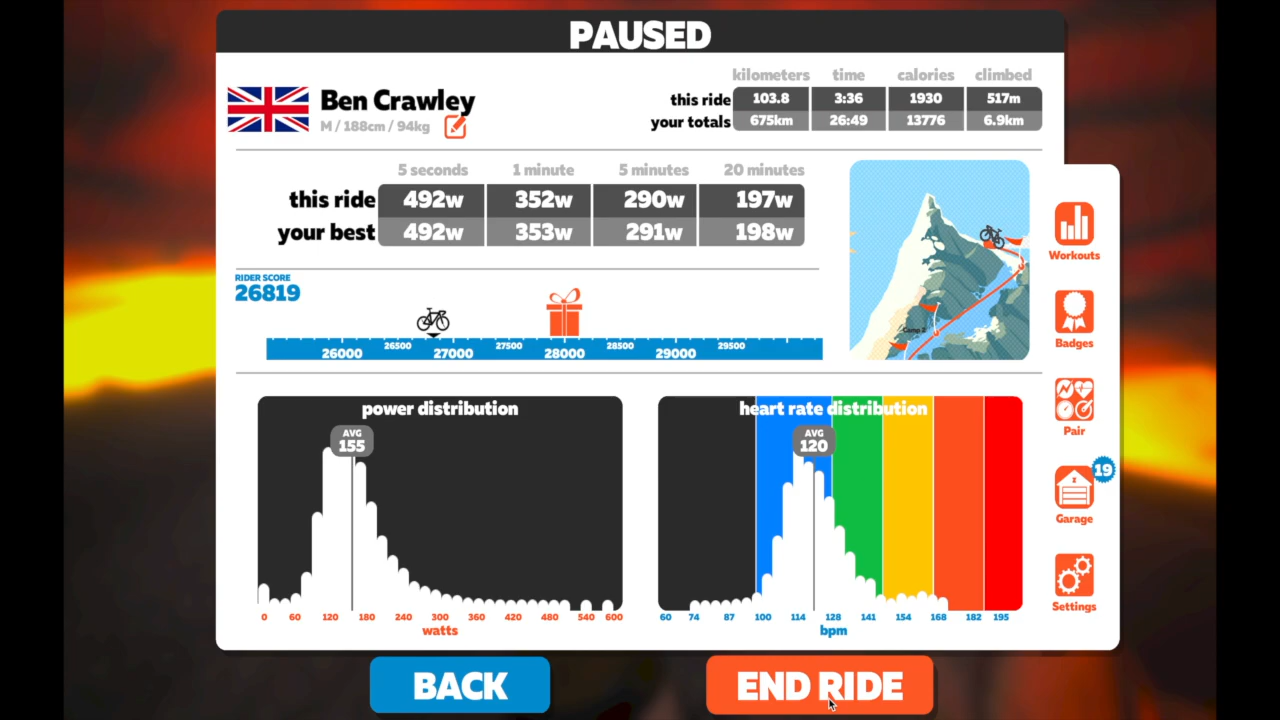 PAUSED
kilometers time calories climbed
Ben Crawley
this ride 103.8 3:36 1930 517m
M / 188cm / 94kg
your totals 675km 26:49 13776 6.9km
5 seconds 1 minute 5 minutes 20 minutes
this ride 492w 352w 290w 197w
your best 492w 353w 291w 198w
Workouts
RIDER SCORE
26819
Camp 2
26000 26500 27000 27500 28000 28500 29000 29500
Badges
power distribution
AVG
155
0 60 120 180 240 300 360 420 480 540 600
watts
heart rate distribution
AVG
120
60 74 87 100 114 128 141 154 168 182 195
bpm
Pair
19
Garage
Settings
BACK
END RIDE